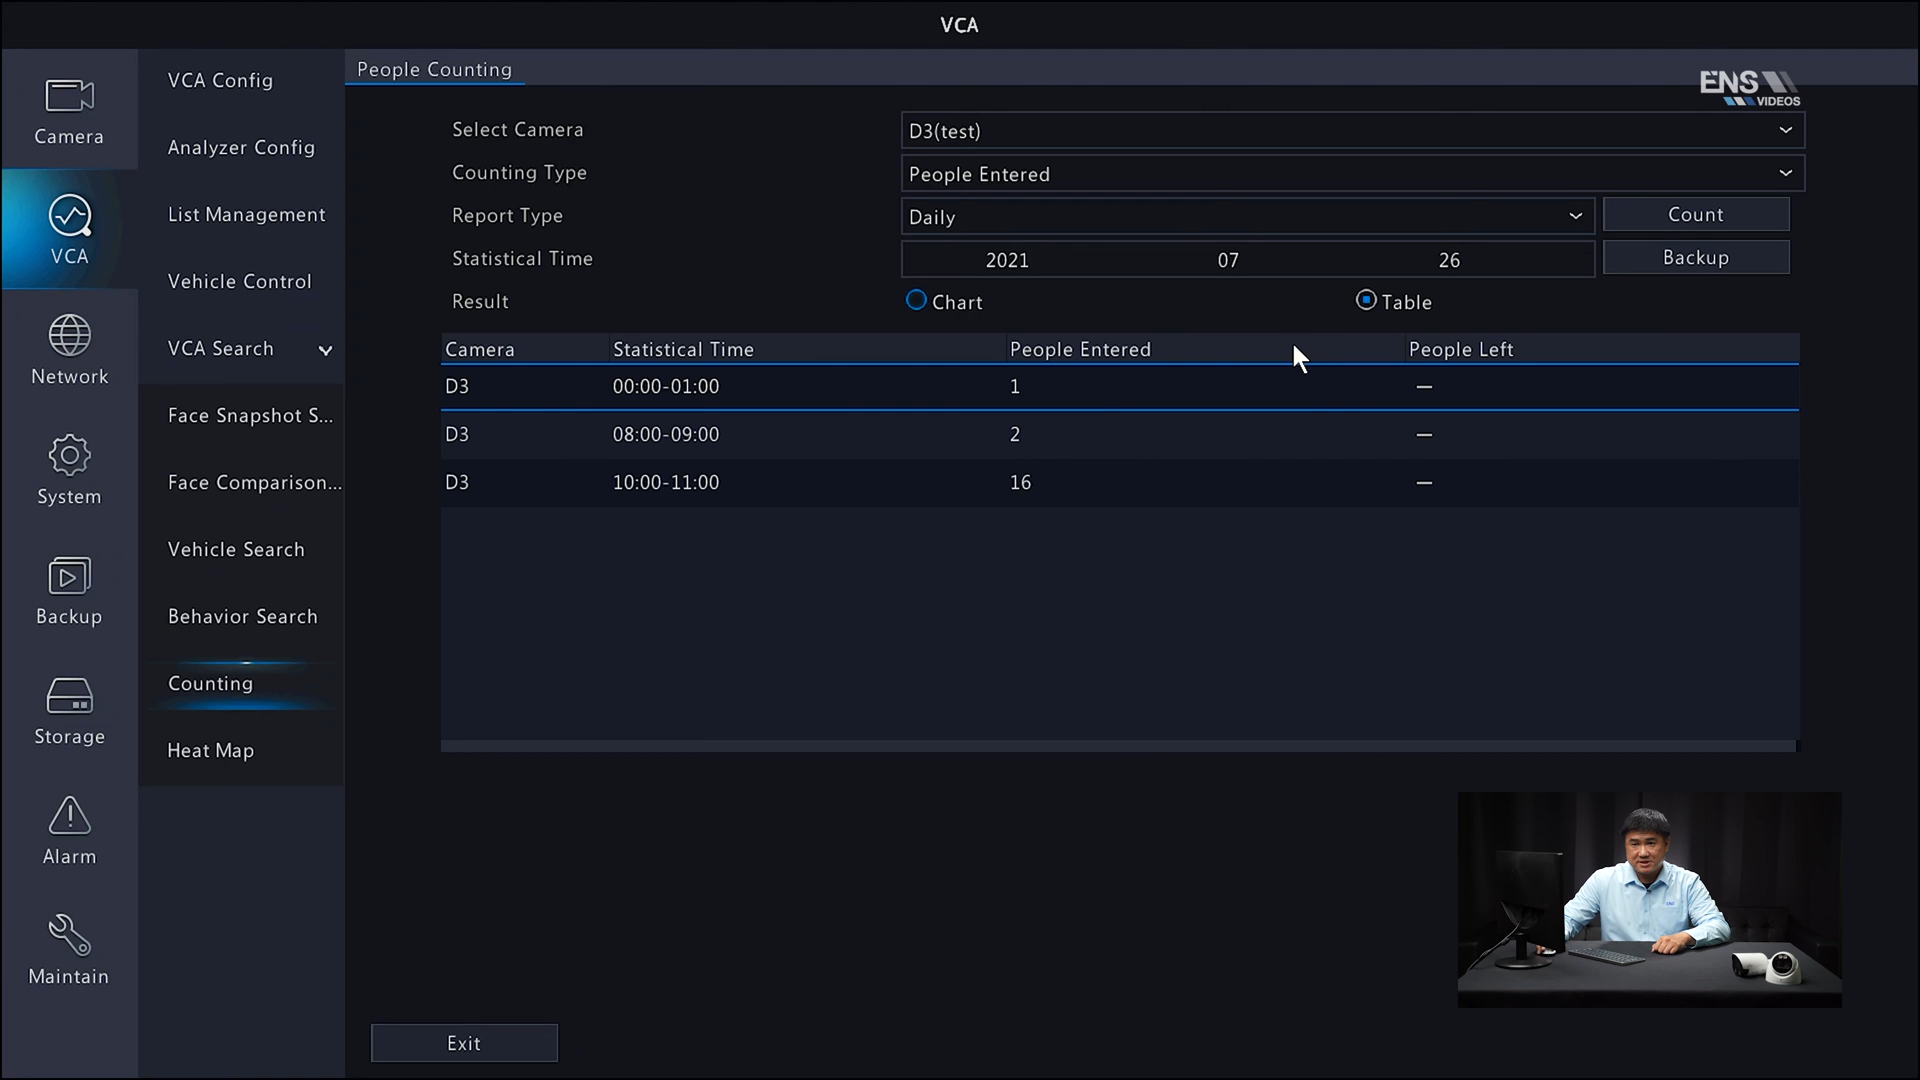 VCA
Camera
VCA
Network
System
Backup
Storage
Alarm
Maintain
VCA Config
Analyzer Config
List Management
Vehicle Control
VCA Search
Face Snapshot S...
Face Comparison...
Vehicle Search
Behavior Search
Counting
Heat Map
People Counting
ENS
VIDEOS
Select Camera D3(test)
Counting Type People Entered
Report Type Daily Count
Statistical Time 2021 07 26 Backup
Result Chart Table
Camera Statistical Time People Entered People Left
D3 00:00-01:00 1 —
D3 08:00-09:00 2 —
D3 10:00-11:00 16 —
Exit